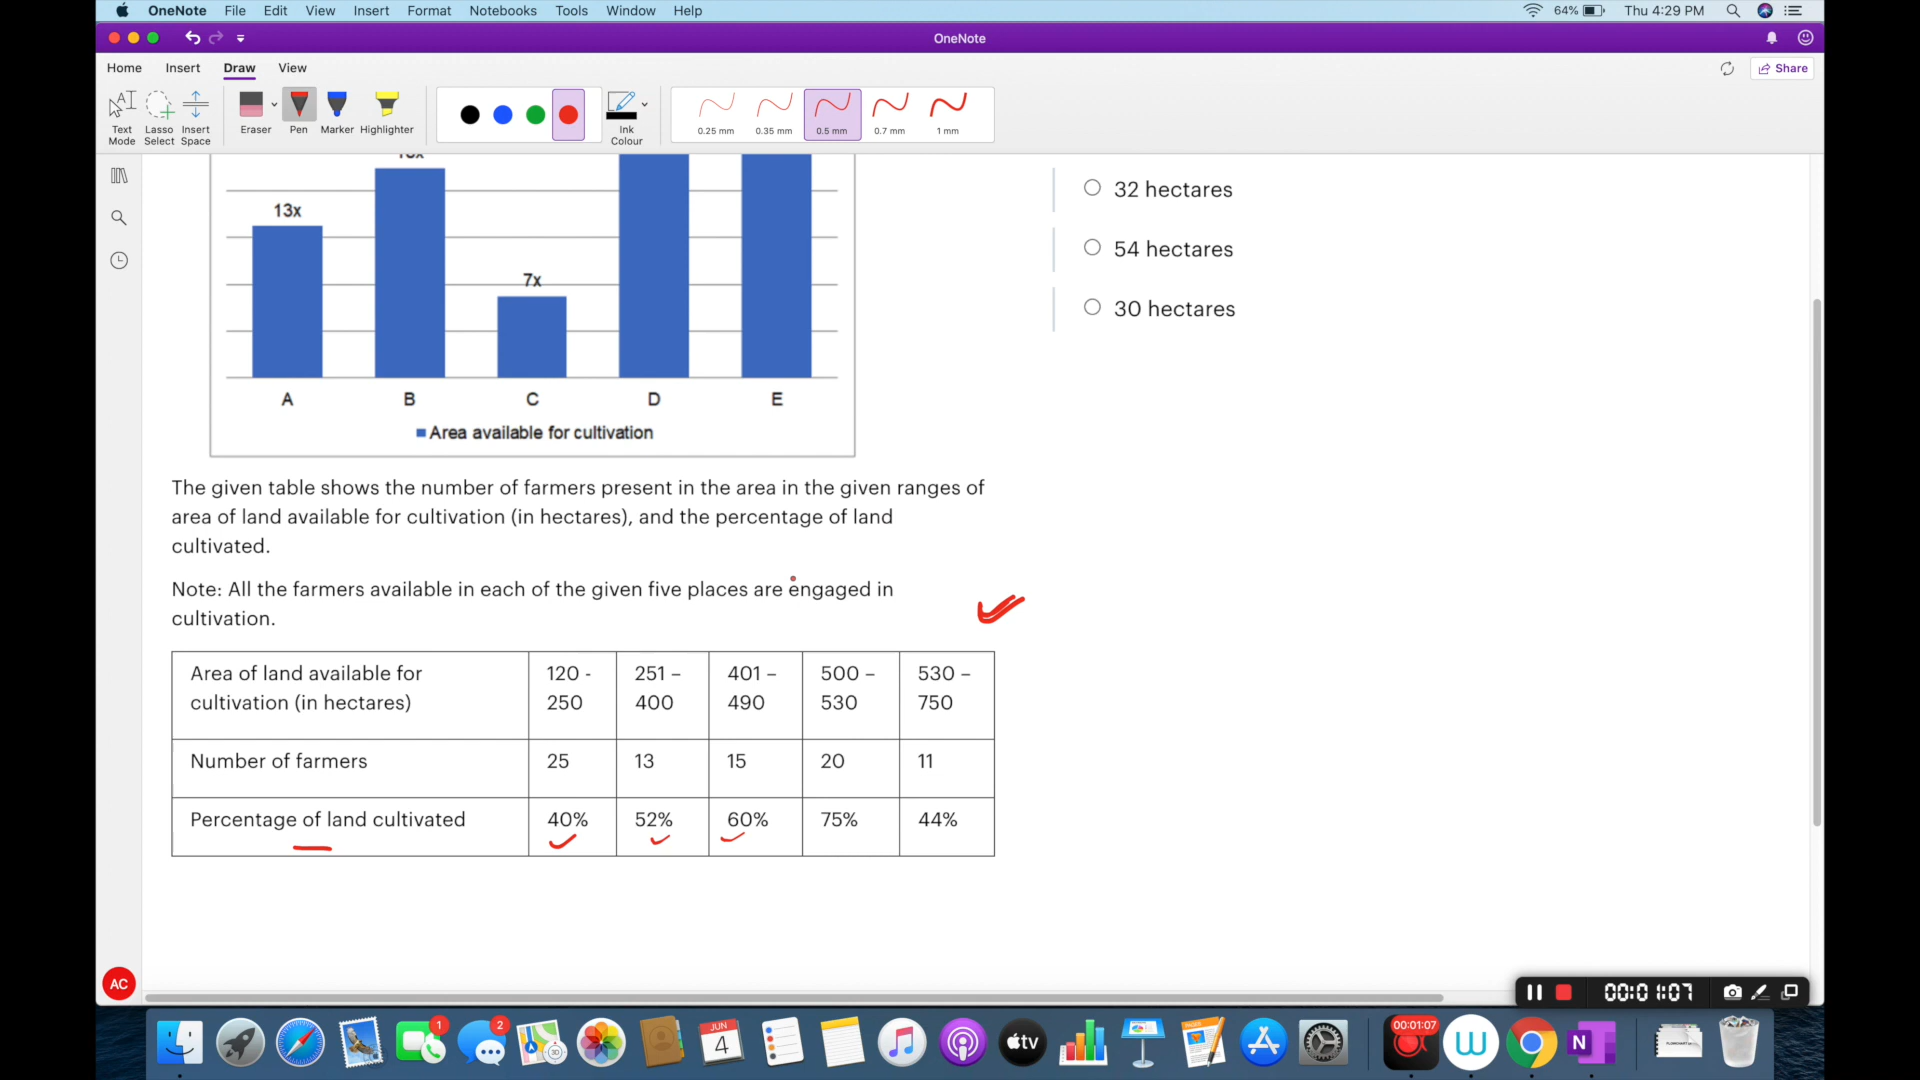 OneNote File Edit View Insert Format Notebooks Tools Window Help 64% Thu 4:29 PM
OneNote
Home Insert Draw View Share
Text Mode
Lasso Select
Insert Space
Eraser
Pen
Marker
Highlighter
Ink Colour
0.25 mm
0.35 mm
0.5 mm
0.7 mm
1 mm
13x
7x
A B C D E
Area available for cultivation
32 hectares
54 hectares
30 hectares
The given table shows the number of farmers present in the area in the given ranges of
area of land available for cultivation (in hectares), and the percentage of land
cultivated.
Note: All the farmers available in each of the given five places are engaged in
cultivation.
Area of land available for cultivation (in hectares) 120 - 250 251 – 400 401 – 490 500 – 530 530 – 750
Number of farmers 25 13 15 20 11
Percentage of land cultivated 40% 52% 60% 75% 44%
AC
00:01:07
1
2
JUN
4
tv
PAGES
00:01:07
N